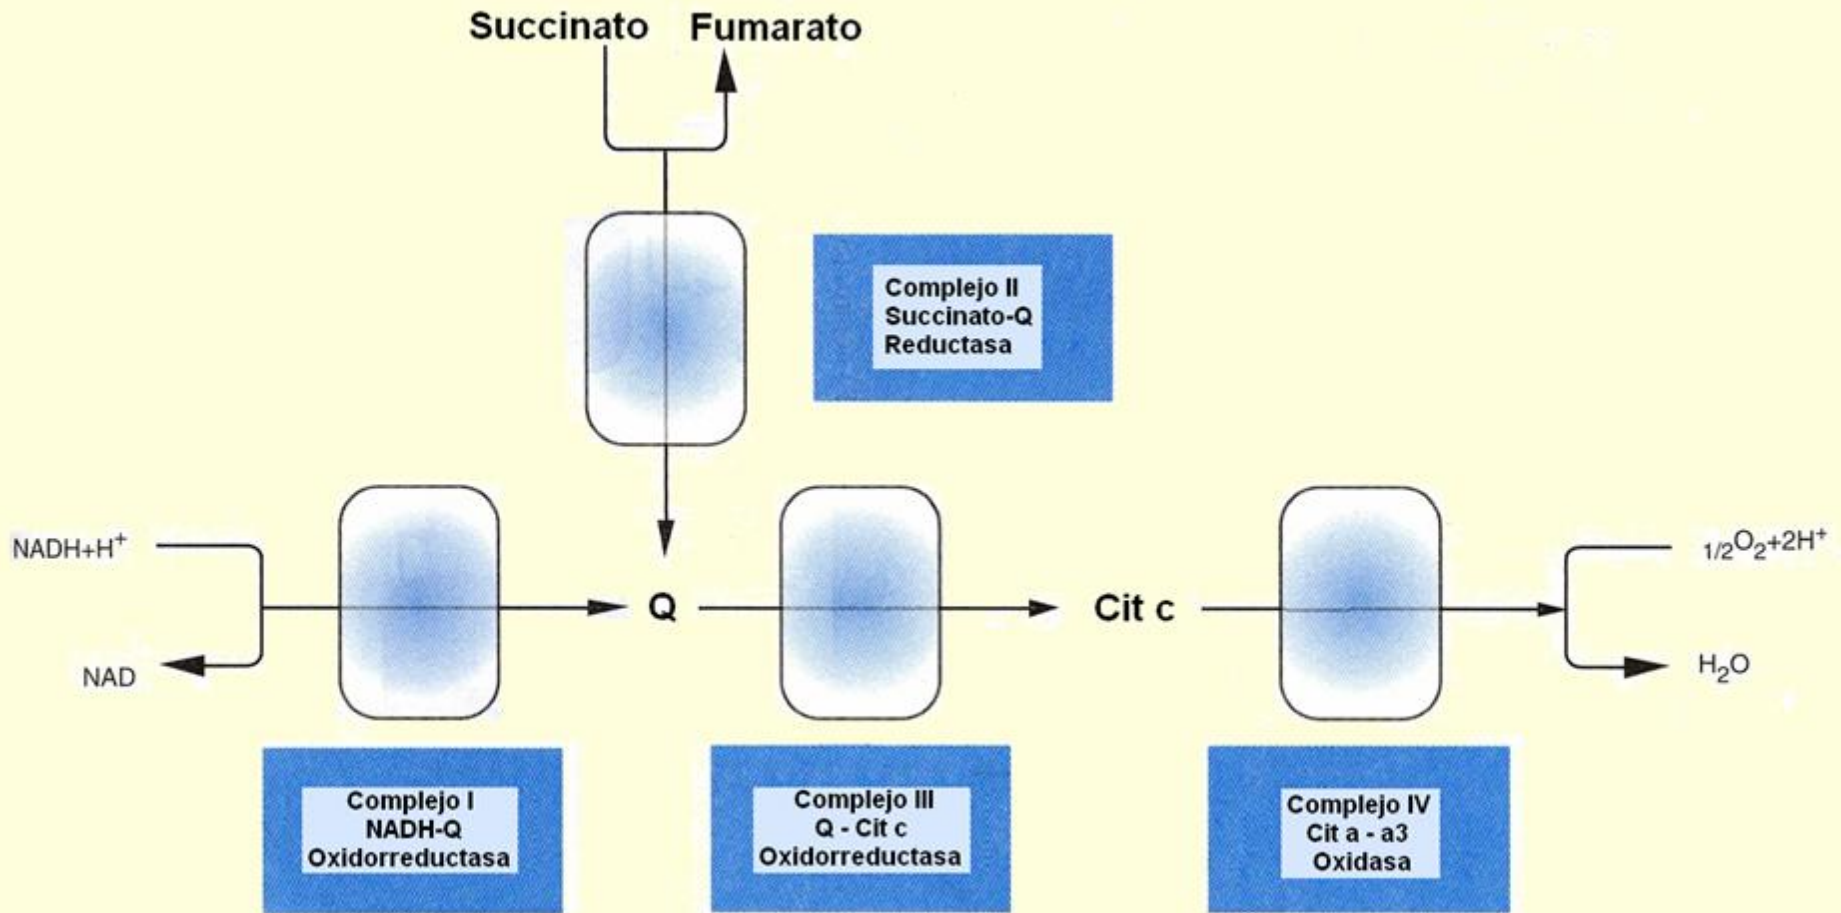 Succinato Fumarato
Complejo II
Succinato-Q
Reductasa
NADH+H⁺
NAD
Q
Cit c
1/2O₂+2H⁺
H₂O
Complejo I
NADH-Q
Oxidorreductasa
Complejo III
Q - Cit c
Oxidorreductasa
Complejo IV
Cit a - a3
Oxidasa